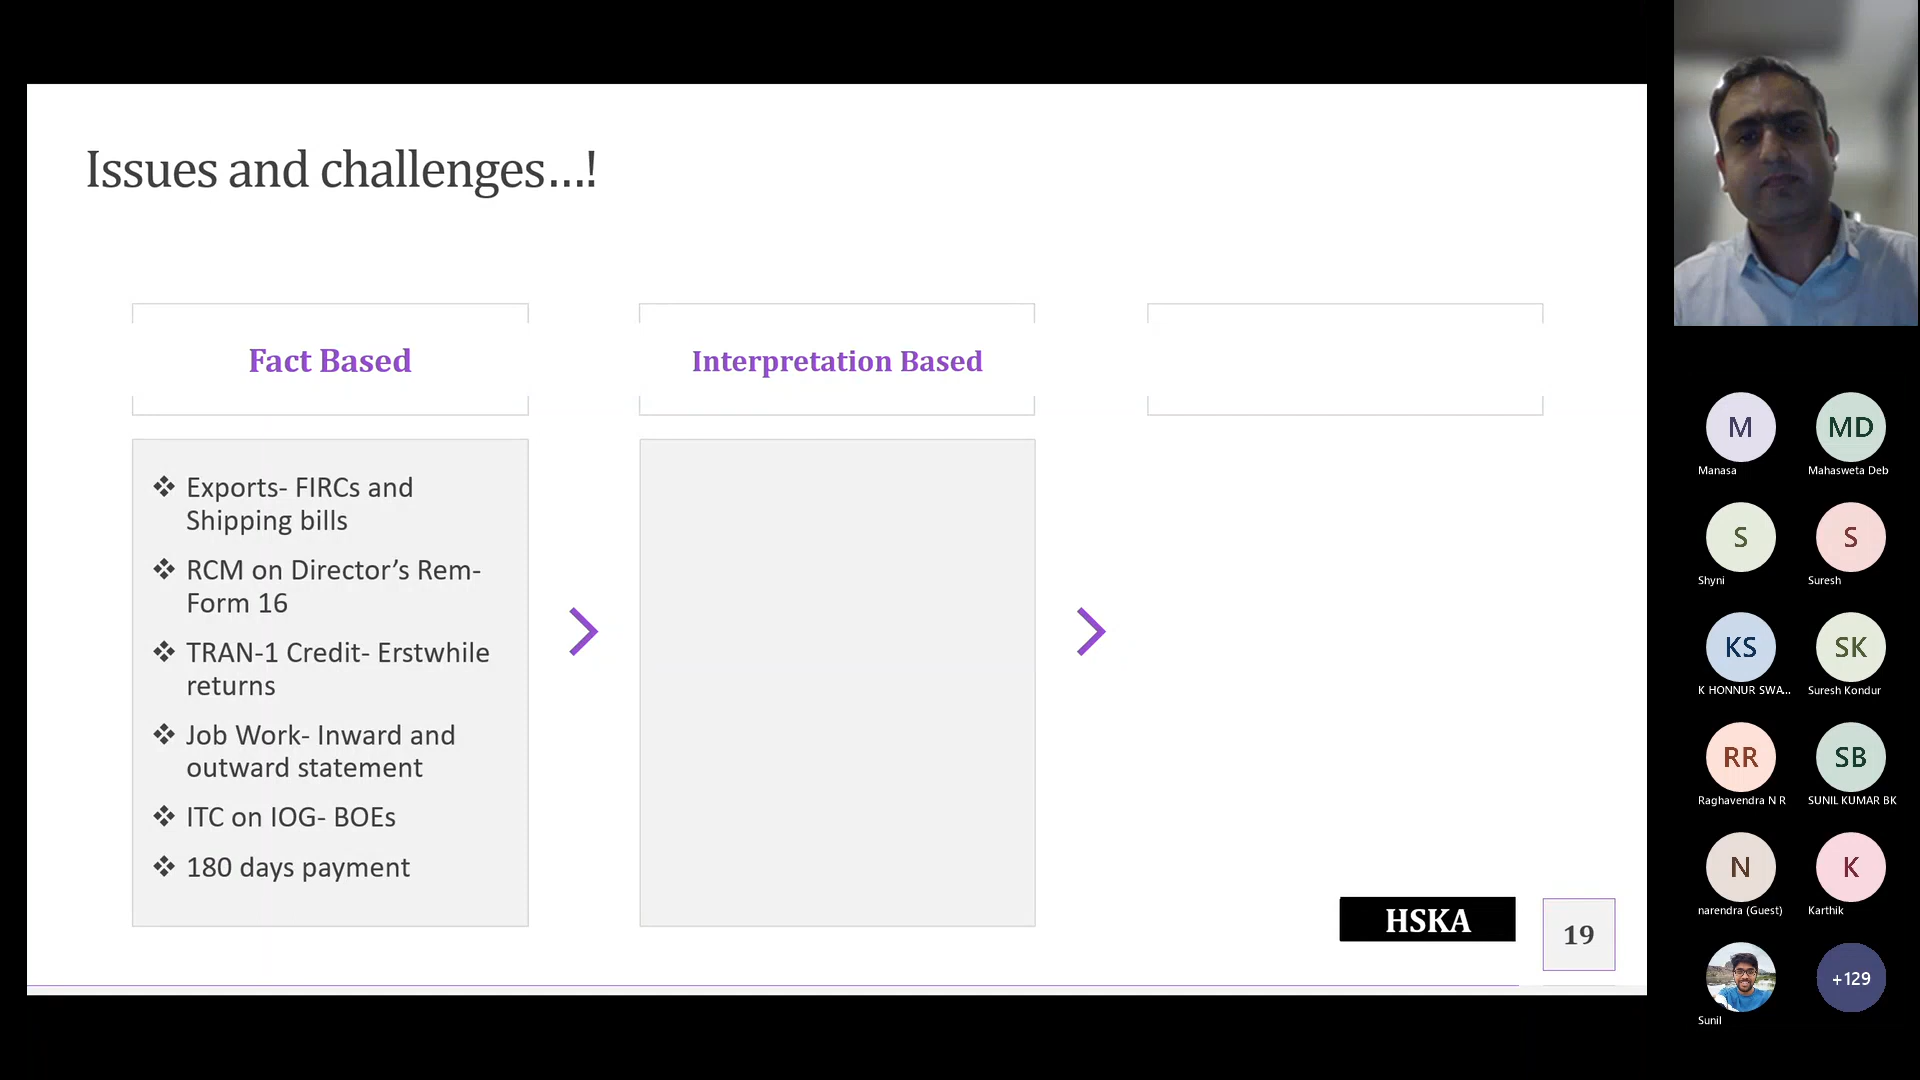 Issues and challenges...!
Fact Based
Interpretation Based
❖ Exports- FIRCs and
Shipping bills
❖ RCM on Director’s Rem-
Form 16
❖ TRAN-1 Credit- Erstwhile
returns
❖ Job Work- Inward and
outward statement
❖ ITC on IOG- BOEs
❖ 180 days payment
HSKA
19
M
MD
Manasa
Mahasweta Deb
S
S
Shyni
Suresh
KS
SK
K HONNUR SWA...
Suresh Kondur
RR
SB
Raghavendra N R
SUNIL KUMAR BK
N
K
narendra (Guest)
Karthik
+129
Sunil